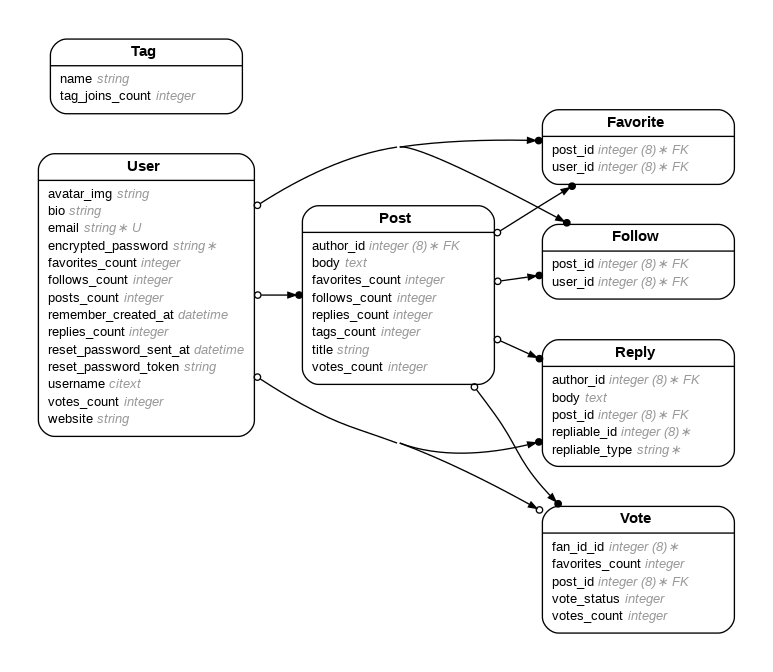 Tag
name string
tag_joins_count integer
User
avatar_img string
bio string
email string∗ U
encrypted_password string∗
favorites_count integer
follows_count integer
posts_count integer
remember_created_at datetime
replies_count integer
reset_password_sent_at datetime
reset_password_token string
username citext
votes_count integer
website string
Post
author_id integer (8)∗ FK
body text
favorites_count integer
follows_count integer
replies_count integer
tags_count integer
title string
votes_count integer
Favorite
post_id integer (8)∗ FK
user_id integer (8)∗ FK
Follow
post_id integer (8)∗ FK
user_id integer (8)∗ FK
Reply
author_id integer (8)∗ FK
body text
post_id integer (8)∗ FK
repliable_id integer (8)∗
repliable_type string∗
Vote
fan_id_id integer (8)∗
favorites_count integer
post_id integer (8)∗ FK
vote_status integer
votes_count integer